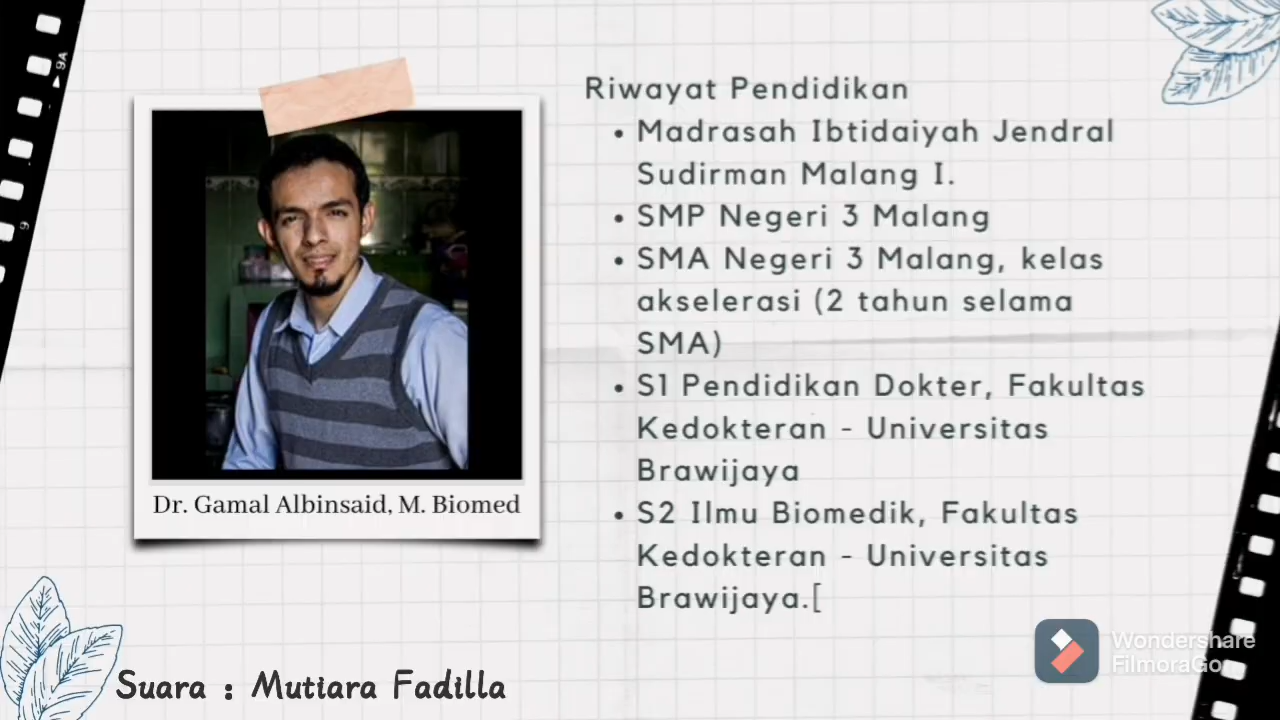 9A
9
Dr. Gamal Albinsaid, M. Biomed
Riwayat Pendidikan
• Madrasah Ibtidaiyah Jendral
Sudirman Malang I.
• SMP Negeri 3 Malang
• SMA Negeri 3 Malang, kelas
akselerasi (2 tahun selama
SMA)
• S1 Pendidikan Dokter, Fakultas
Kedokteran - Universitas
Brawijaya
• S2 Ilmu Biomedik, Fakultas
Kedokteran - Universitas
Brawijaya.[
Suara : Mutiara Fadilla
Wondershare
FilmoraGo